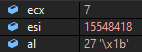 ecx 7
esi 15548418
al 27 '\x1b'